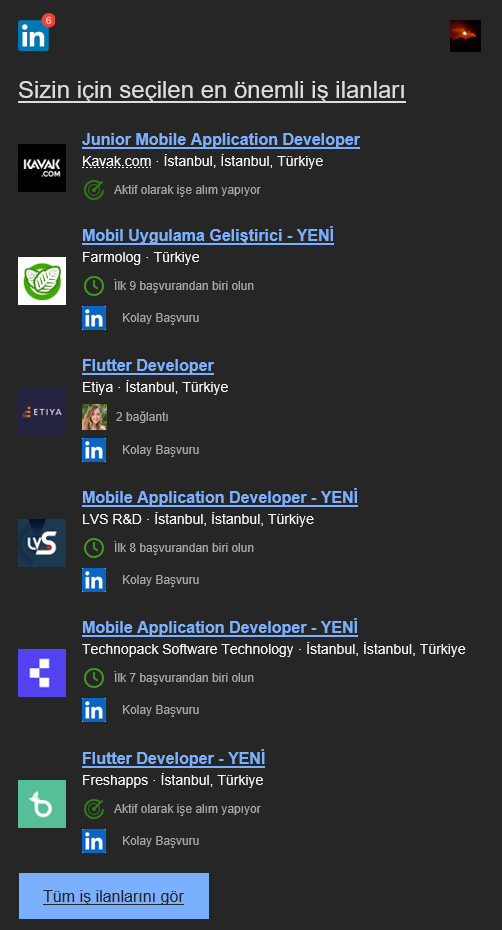 in 6
Sizin için seçilen en önemli iş ilanları
KAVAK
.COM
Junior Mobile Application Developer
Kavak.com · İstanbul, İstanbul, Türkiye
Aktif olarak işe alım yapıyor
Mobil Uygulama Geliştirici - YENİ
Farmolog · Türkiye
İlk 9 başvurandan biri olun
in Kolay Başvuru
ETIYA
Flutter Developer
Etiya · İstanbul, Türkiye
2 bağlantı
in Kolay Başvuru
LVS
Mobile Application Developer - YENİ
LVS R&D · İstanbul, İstanbul, Türkiye
İlk 8 başvurandan biri olun
in Kolay Başvuru
Mobile Application Developer - YENİ
Technopack Software Technology · İstanbul, İstanbul, Türkiye
İlk 7 başvurandan biri olun
in Kolay Başvuru
Flutter Developer - YENİ
Freshapps · İstanbul, Türkiye
Aktif olarak işe alım yapıyor
in Kolay Başvuru
Tüm iş ilanlarını gör